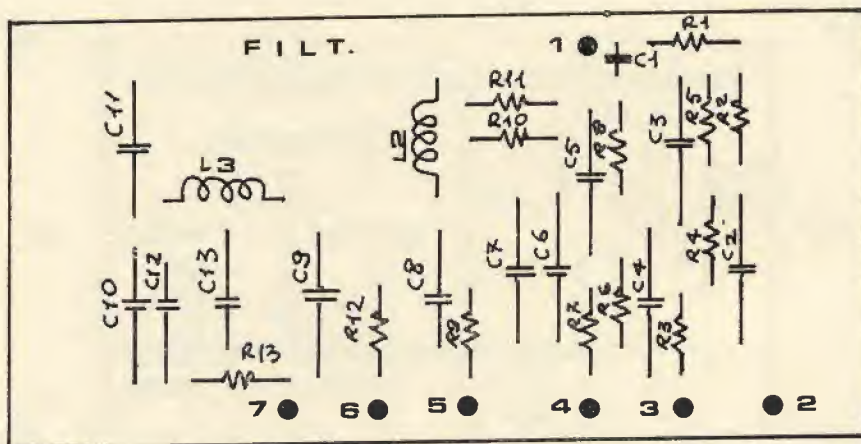 FILT.
1
R1
C1
R11
R10
C11
L3
L2
C5
R8
C3
R5
R2
C10
C12
C13
C9
R12
C8
R9
C7
C6
R7
R6
C4
R3
R4
C2
R13
7
6
5
4
3
2